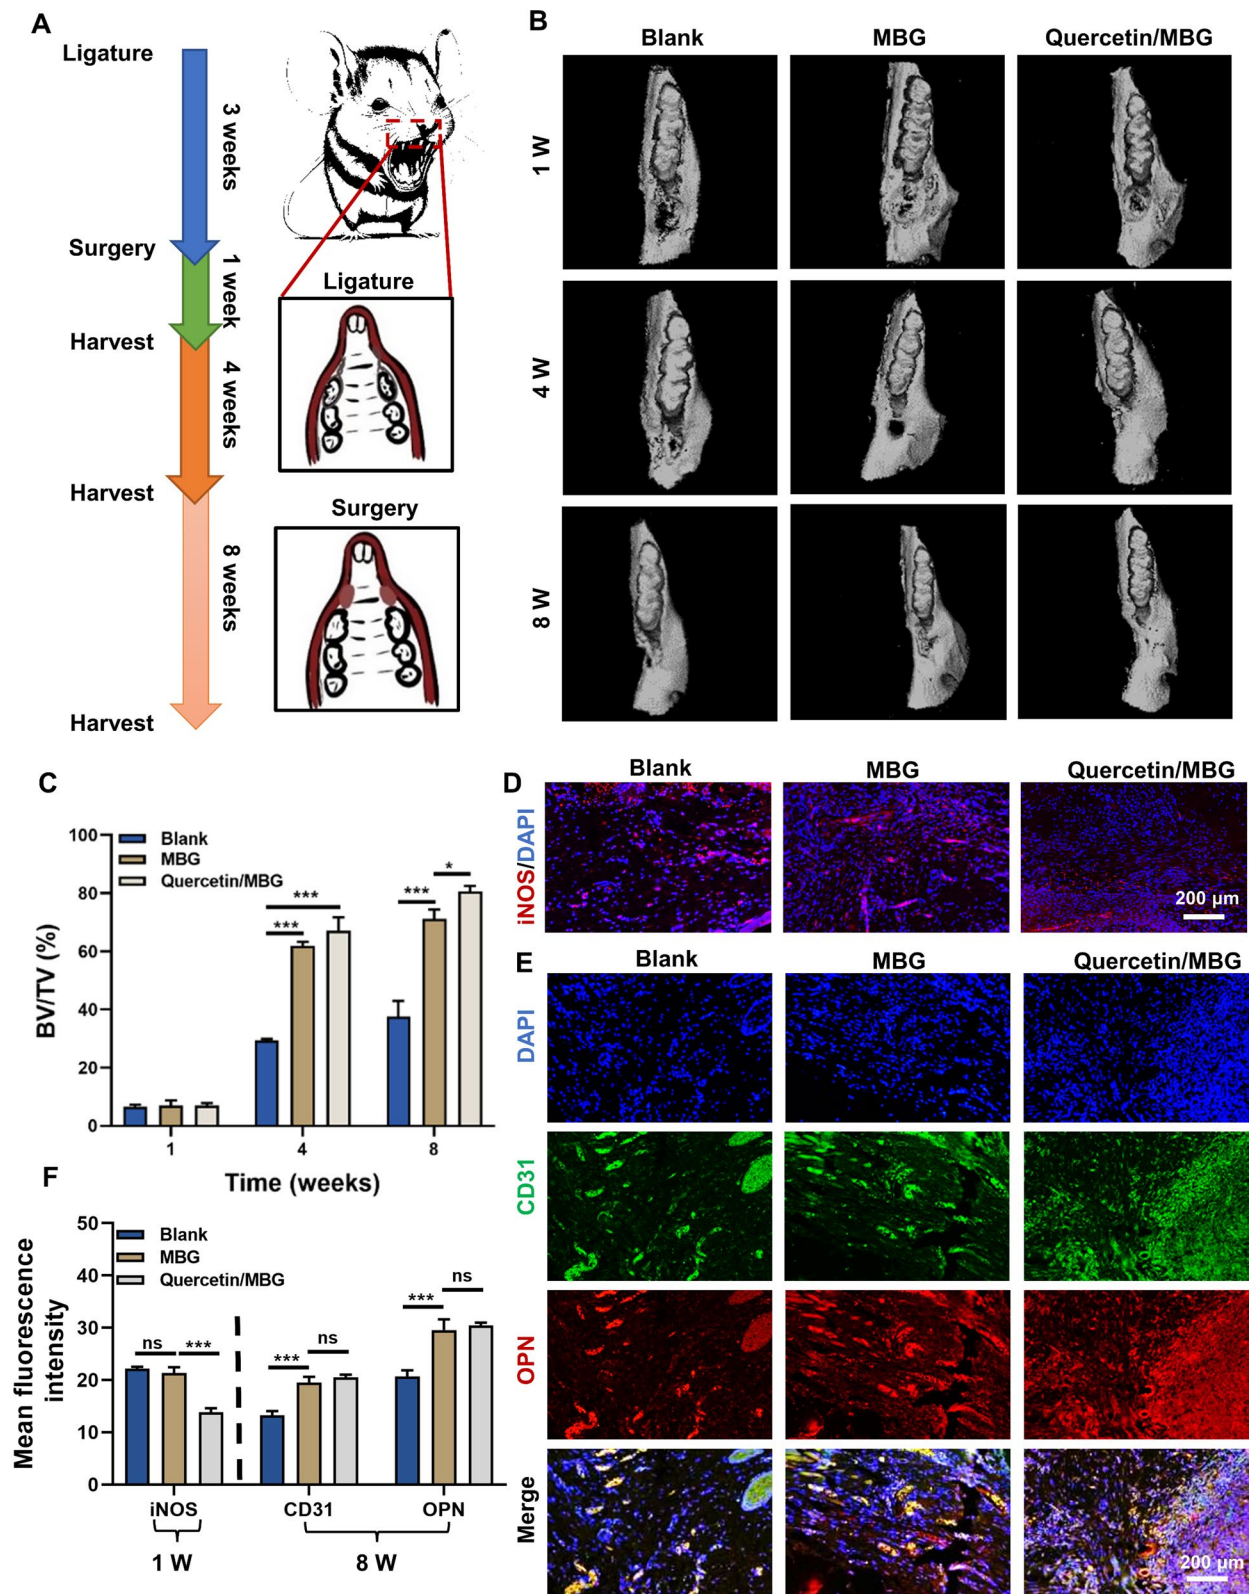 A
Ligature
3 weeks
Surgery
1 week
Harvest
4 weeks
Harvest
8 weeks
Harvest
Ligature
Surgery
B
Blank MBG Quercetin/MBG
1 W
4 W
8 W
C
100
80
60
40
20
0
BV/TV (%)
Blank
MBG
Quercetin/MBG
***
***
***
*
1 4 8
Time (weeks)
D
Blank MBG Quercetin/MBG
iNOS/DAPI
200 μm
E
Blank MBG Quercetin/MBG
DAPI
CD31
OPN
Merge
200 μm
F
50
40
30
20
10
0
Mean fluorescence
intensity
Blank
MBG
Quercetin/MBG
ns ***
*** ns
*** ns
iNOS CD31 OPN
1 W 8 W